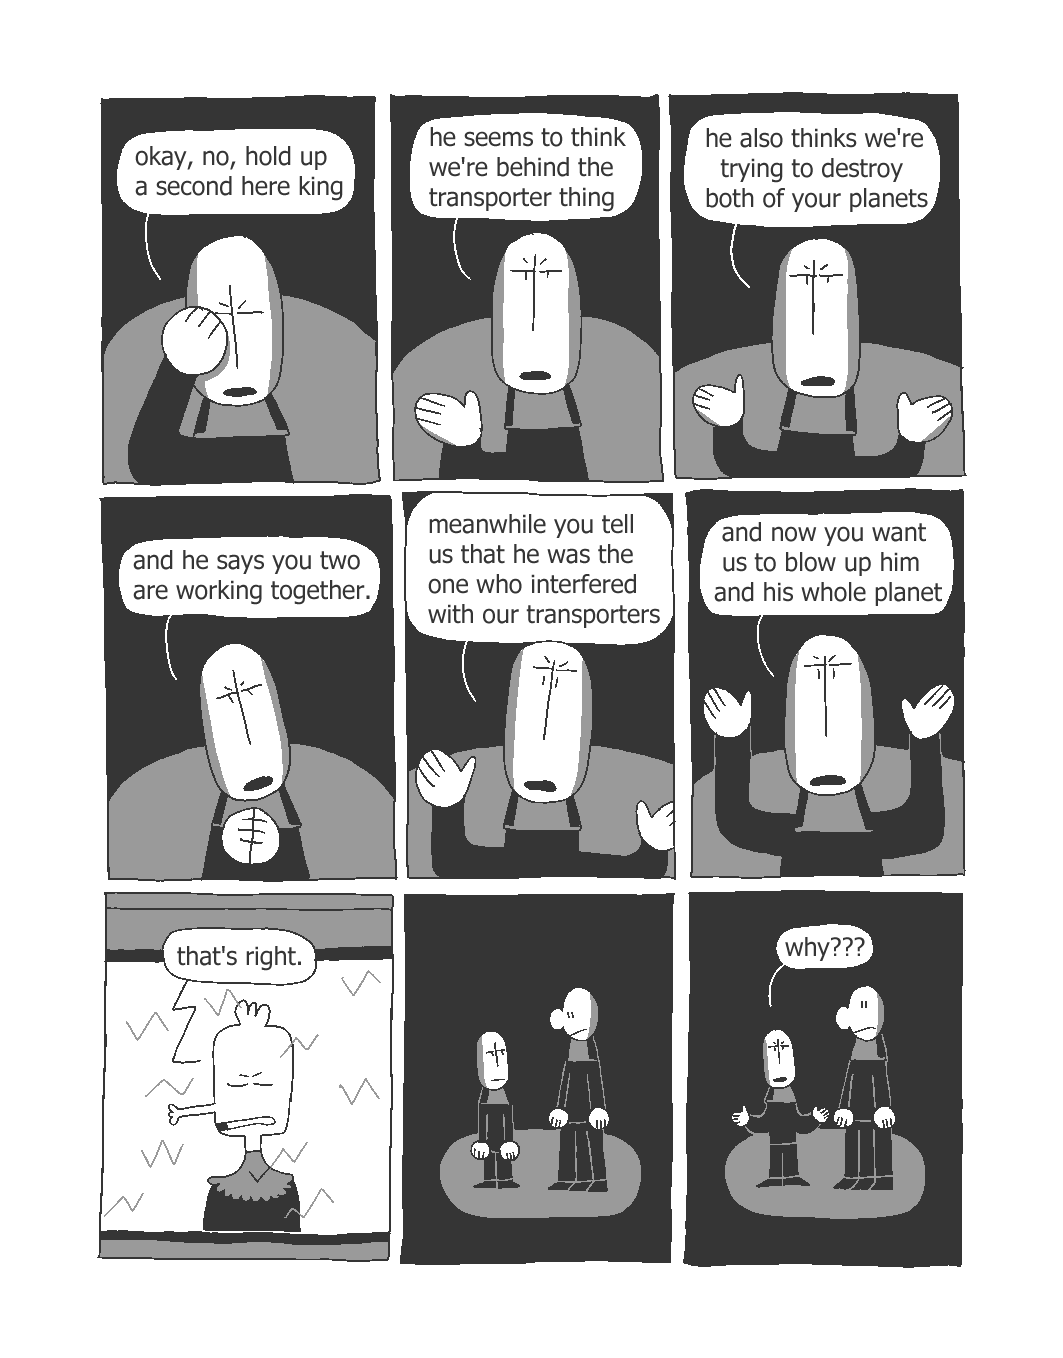 okay, no, hold up
a second here king
he seems to think
we're behind the
transporter thing
he also thinks we're
trying to destroy
both of your planets
and he says you two
are working together.
meanwhile you tell
us that he was the
one who interfered
with our transporters
and now you want
us to blow up him
and his whole planet
that's right.
why???